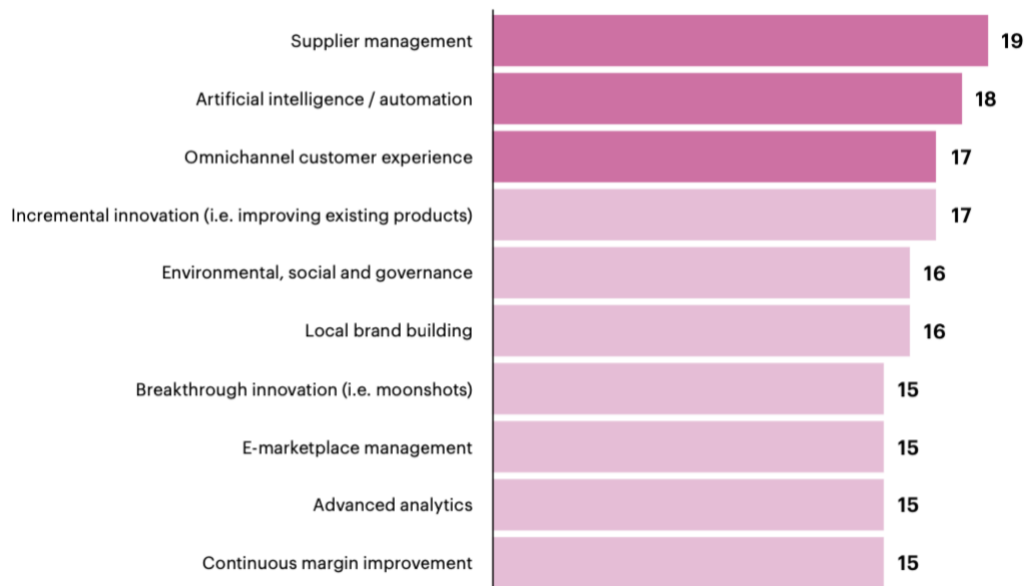 Supplier management 19
Artificial intelligence / automation 18
Omnichannel customer experience 17
Incremental innovation (i.e. improving existing products) 17
Environmental, social and governance 16
Local brand building 16
Breakthrough innovation (i.e. moonshots) 15
E-marketplace management 15
Advanced analytics 15
Continuous margin improvement 15